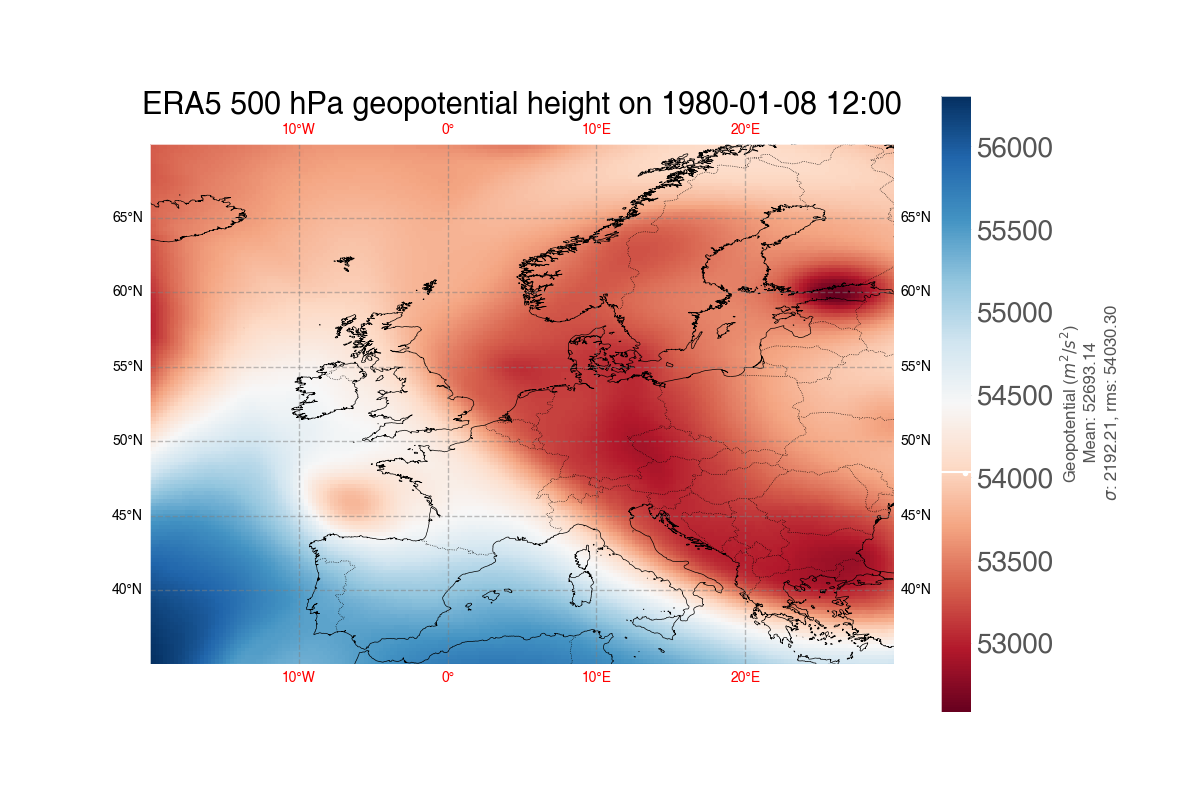 ERA5 500 hPa geopotential height on 1980-01-08 12:00
10°W 0° 10°E 20°E
65°N 65°N
60°N 60°N
55°N 55°N
50°N 50°N
45°N 45°N
40°N 40°N
10°W 0° 10°E 20°E
56000
55500
55000
54500
54000
53500
53000
Geopotential (m²/s²)
Mean: 52693.14
σ: 2192.21, rms: 54030.30